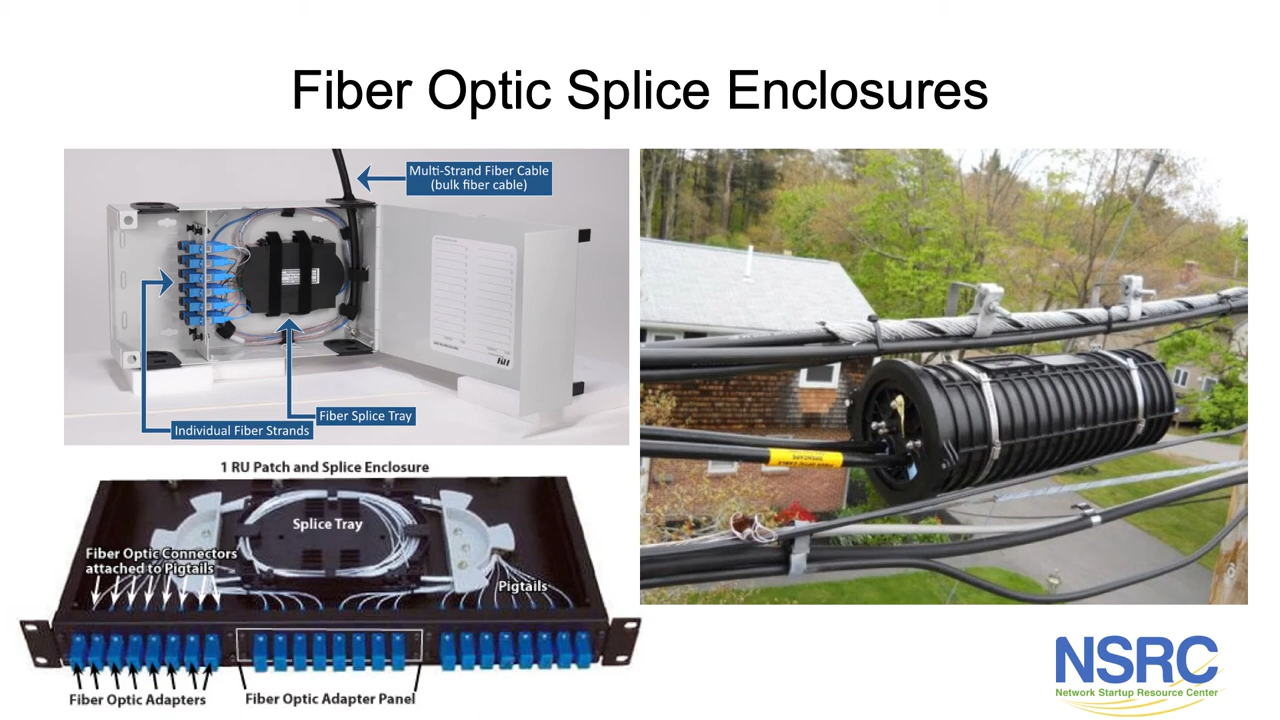 Fiber Optic Splice Enclosures
Multi-Strand Fiber Cable
(bulk fiber cable)
Fiber Splice Tray
Individual Fiber Strands
1 RU Patch and Splice Enclosure
Splice Tray
Fiber Optic Connectors
attached to Pigtails
Pigtails
Fiber Optic Adapters
Fiber Optic Adapter Panel
NSRC
Network Startup Resource Center